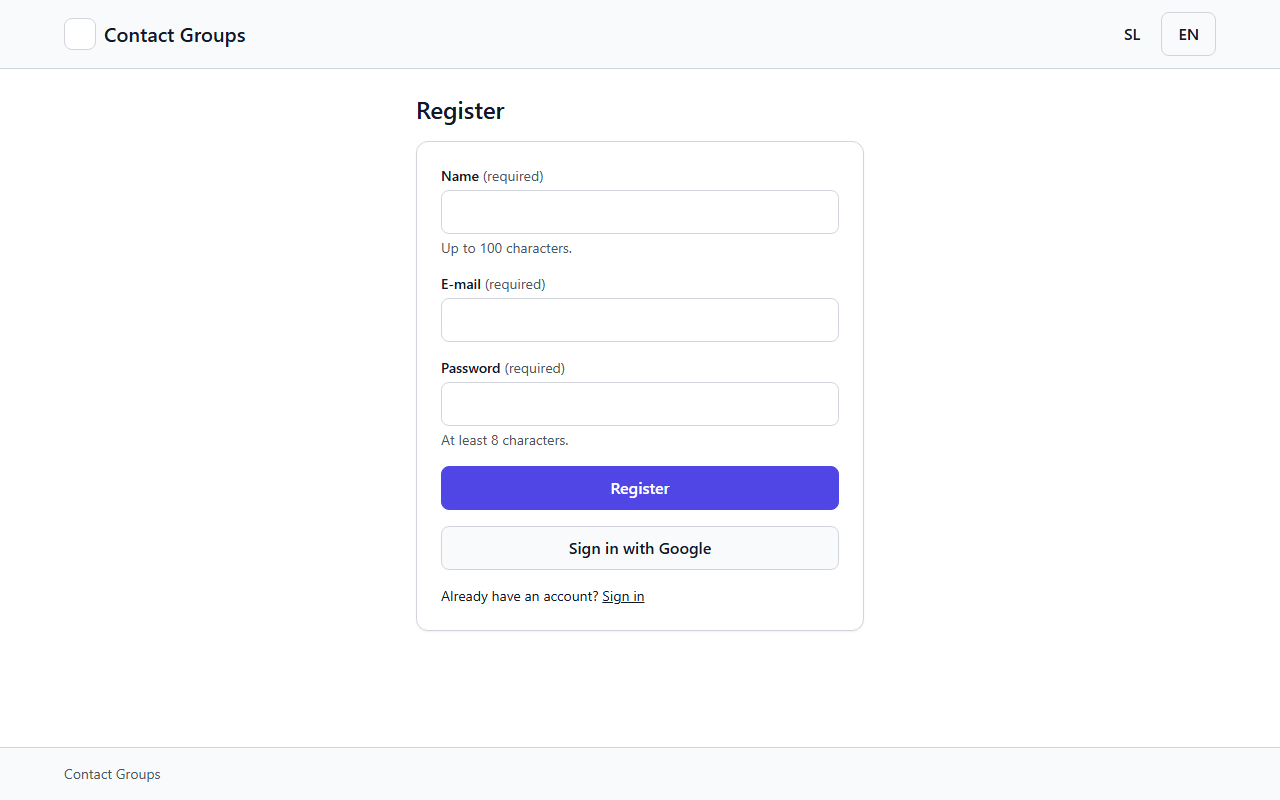 Contact Groups
SL
EN
Register
Name (required)
Up to 100 characters.
E-mail (required)
Password (required)
At least 8 characters.
Register
Sign in with Google
Already have an account? Sign in
Contact Groups